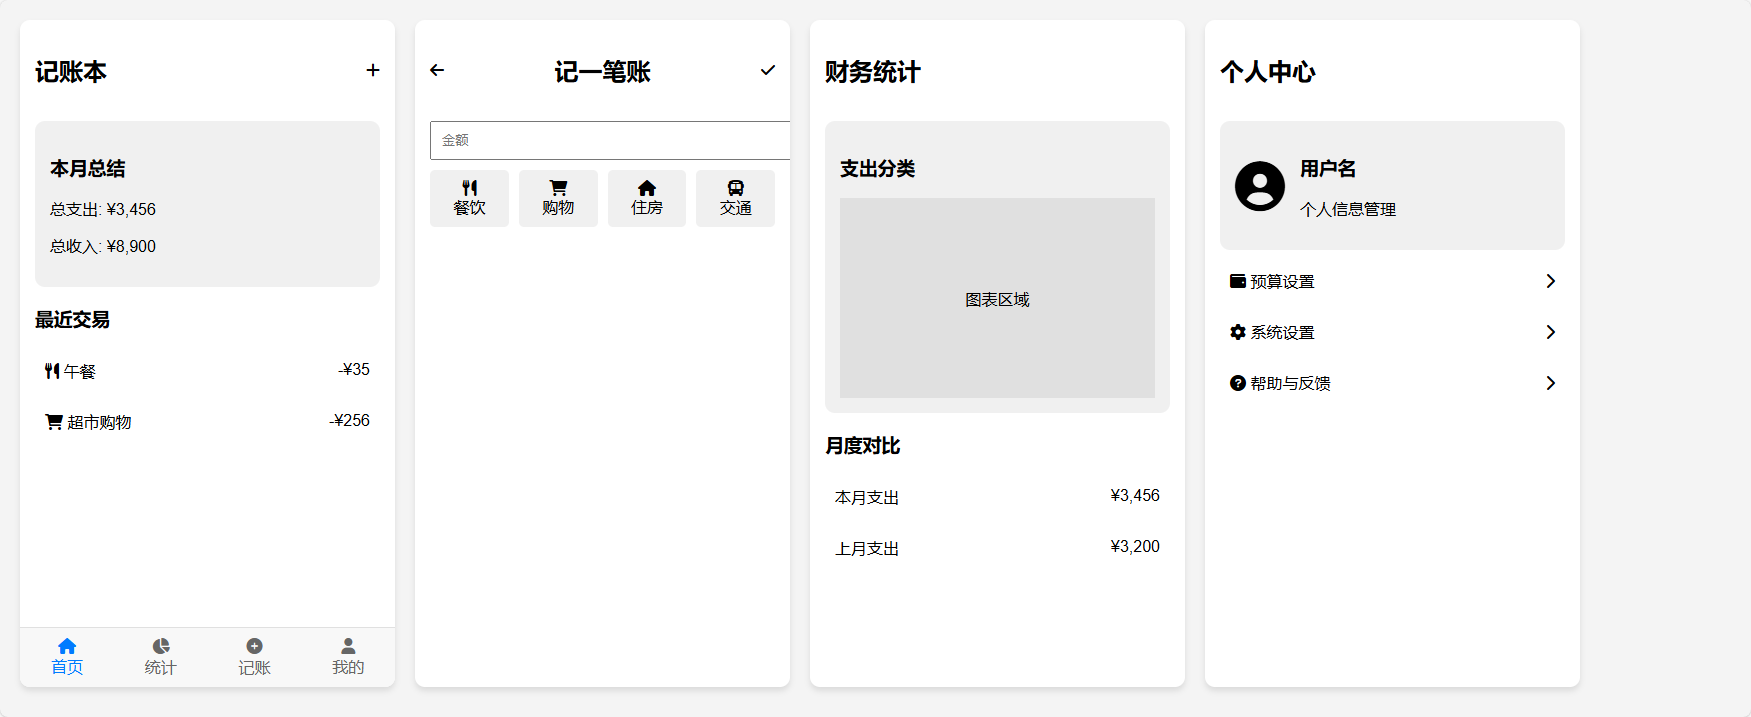 记账本
本月总结
总支出: ¥3,456
总收入: ¥8,900
最近交易
午餐 -¥35
超市购物 -¥256
首页 统计 记账 我的
记一笔账
金额
餐饮 购物 住房 交通
财务统计
支出分类
图表区域
月度对比
本月支出 ¥3,456
上月支出 ¥3,200
个人中心
用户名
个人信息管理
预算设置
系统设置
帮助与反馈